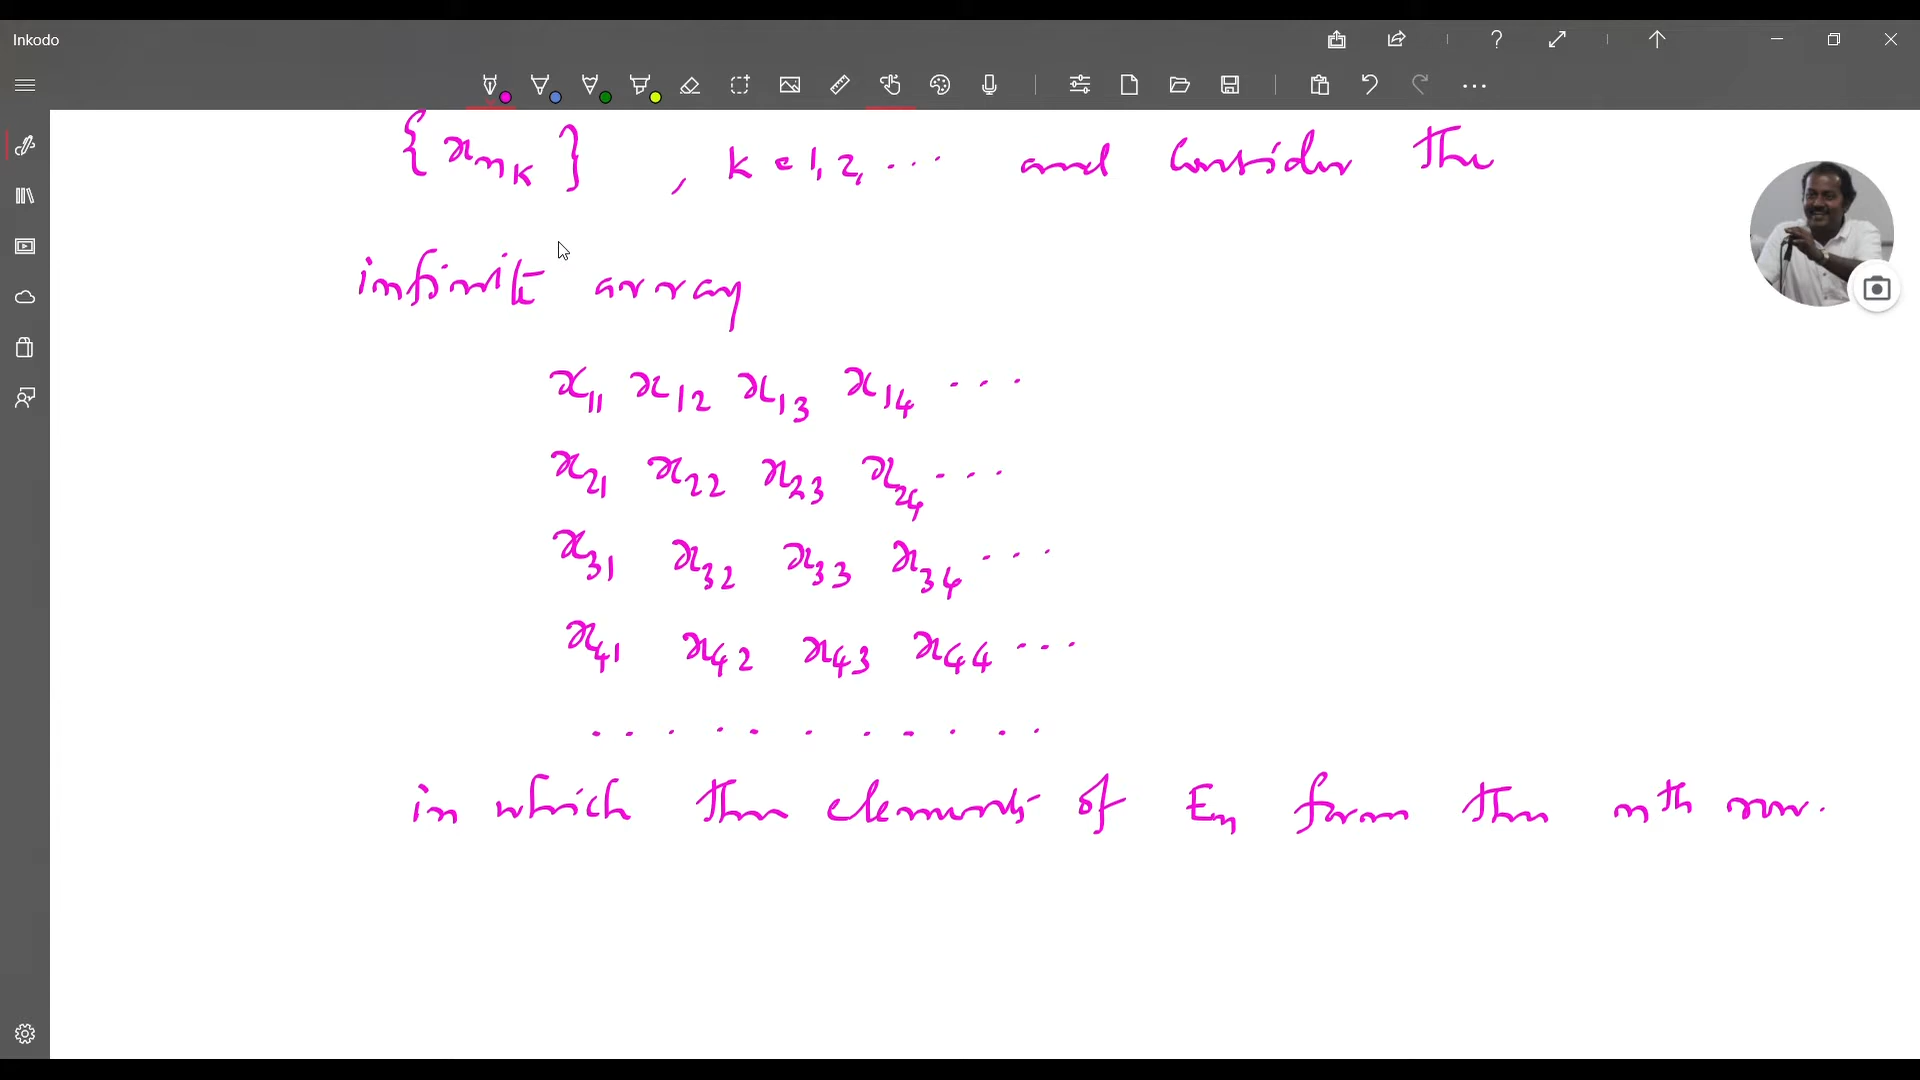 Inkodo
{x_{n_k}} , k = 1, 2, ... and consider the
infinite array
x₁₁ x₁₂ x₁₃ x₁₄ ...
x₂₁ x₂₂ x₂₃ x₂₄ ...
x₃₁ x₃₂ x₃₃ x₃₄ ...
x₄₁ x₄₂ x₄₃ x₄₄ ...
. . . . . . . . . . .
in which the elements of Eₙ form the nth row.